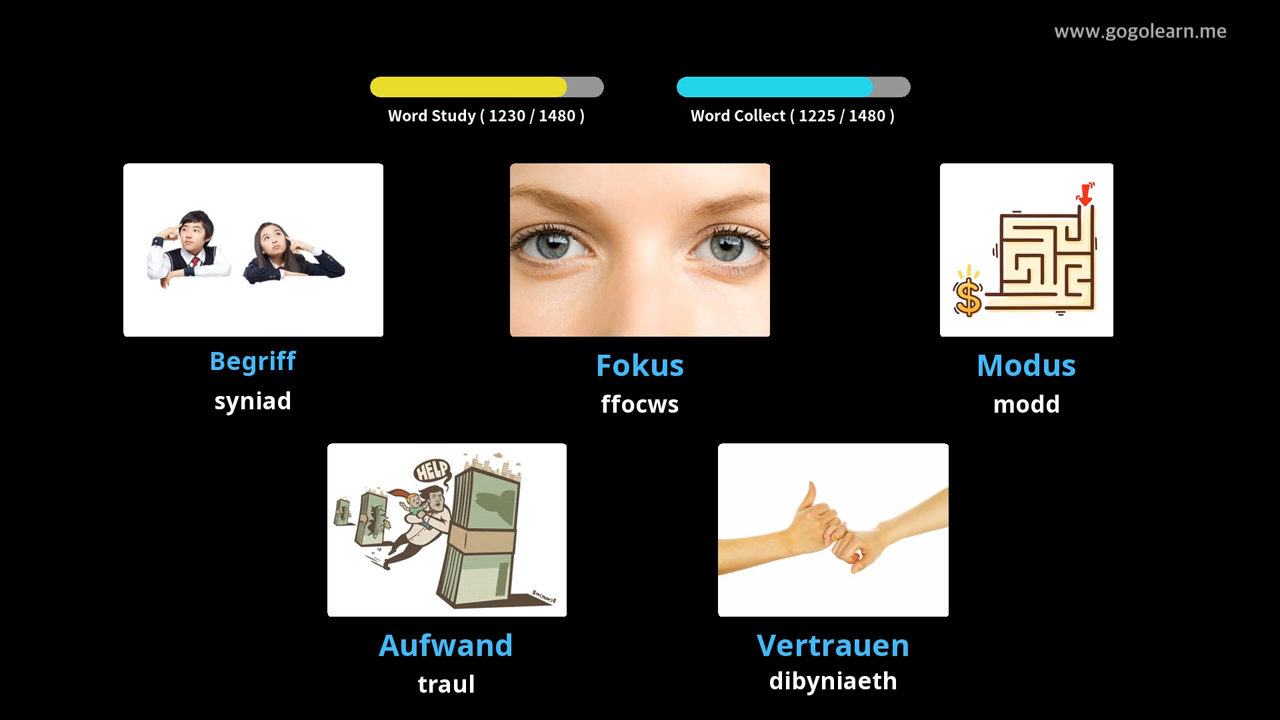 www.gogolearn.me
Word Study ( 1230 / 1480 )
Word Collect ( 1225 / 1480 )
Begriff
syniad
Fokus
ffocws
Modus
modd
HELP
Aufwand
traul
Vertrauen
dibyniaeth